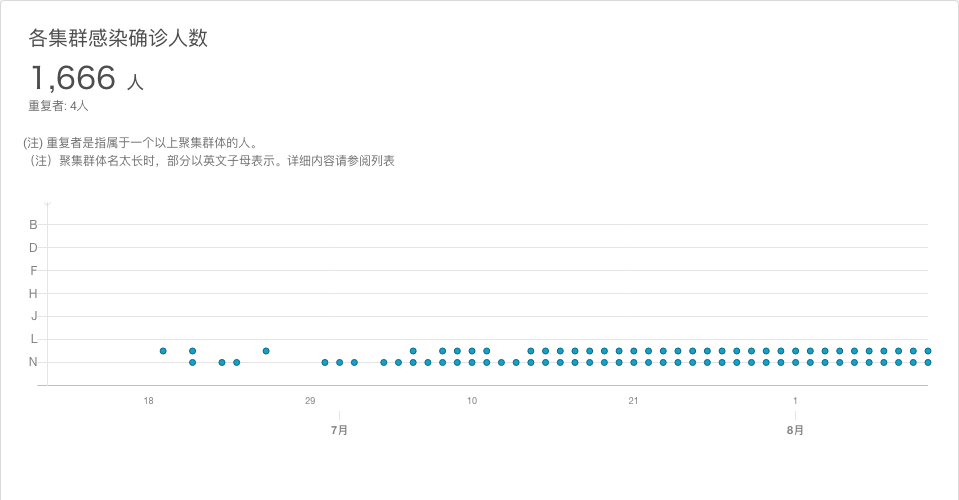 各集群感染确诊人数
1,666 人
重复者: 4人
(注) 重复者是指属于一个以上聚集群体的人。
（注）聚集群体名太长时，部分以英文子母表示。详细内容请参阅列表
B
D
F
H
J
L
N
18 29 10 21 1
7月 8月